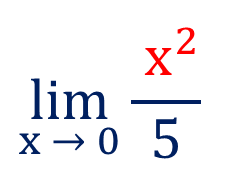 lim x²
x → 0 5